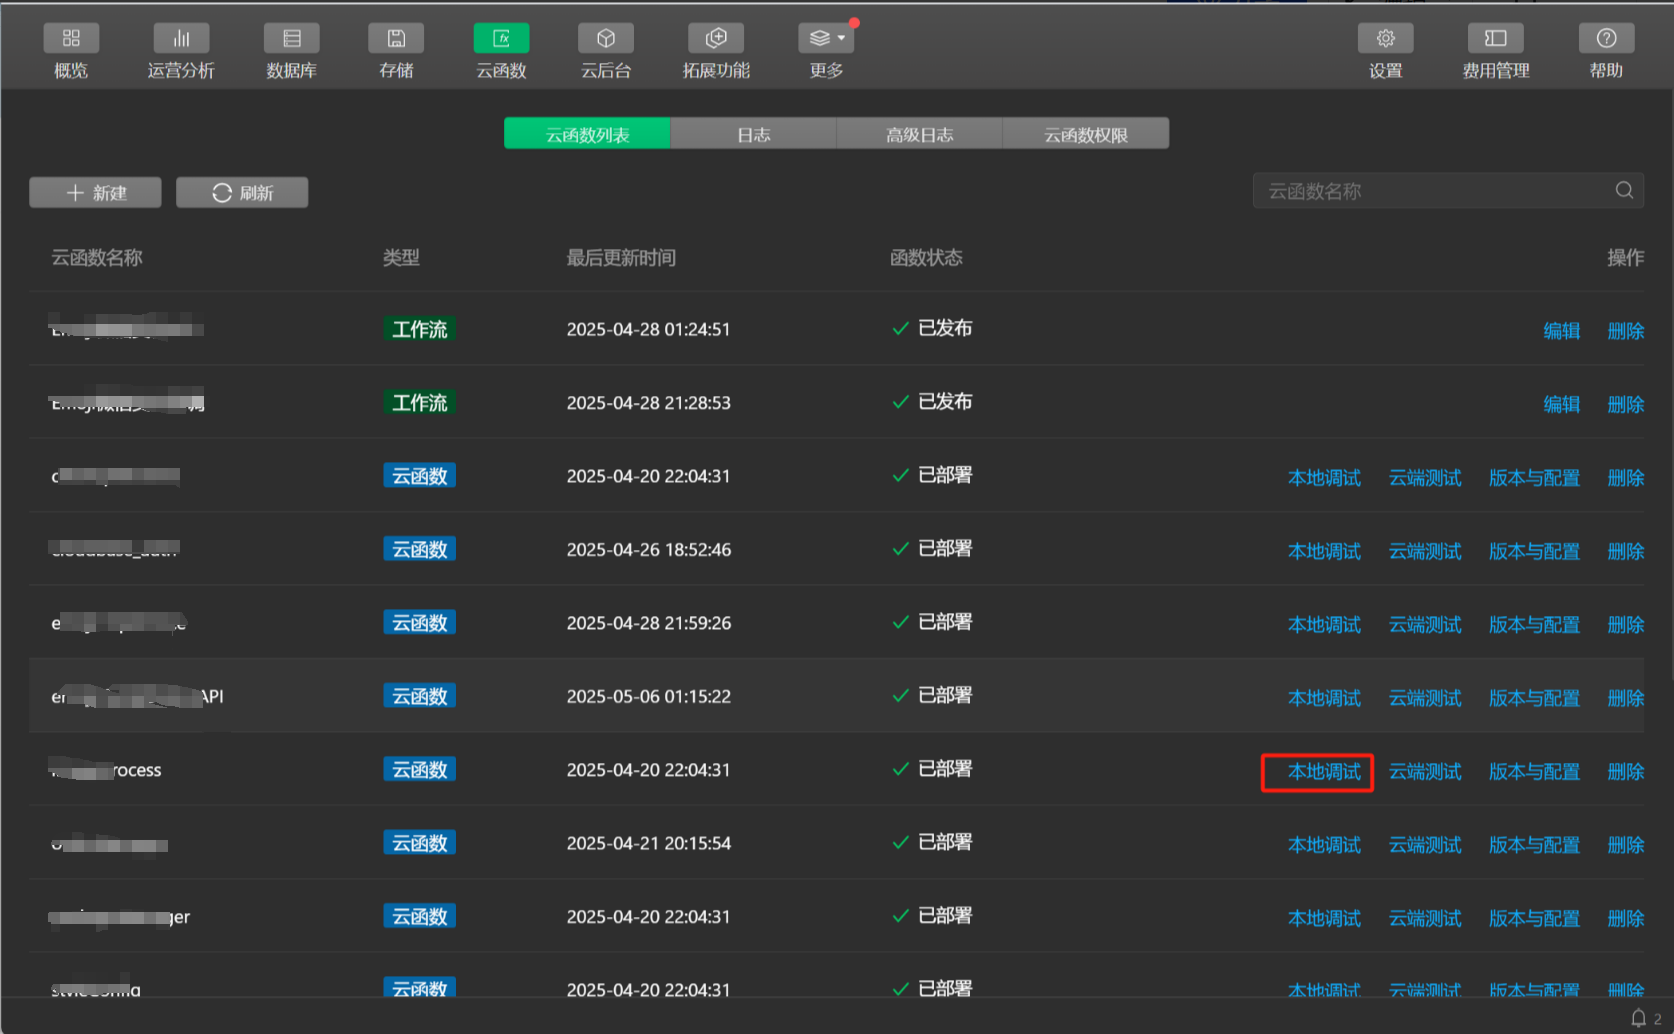 概览 运营分析 数据库 存储 云函数 云后台 拓展功能 更多 设置 费用管理 帮助
云函数列表 日志 高级日志 云函数权限
新建 刷新 云函数名称
云函数名称 类型 最后更新时间 函数状态 操作
工作流 2025-04-28 01:24:51 已发布 编辑 删除
工作流 2025-04-28 21:28:53 已发布 编辑 删除
云函数 2025-04-20 22:04:31 已部署 本地调试 云端测试 版本与配置 删除
云函数 2025-04-26 18:52:46 已部署 本地调试 云端测试 版本与配置 删除
云函数 2025-04-28 21:59:26 已部署 本地调试 云端测试 版本与配置 删除
API 云函数 2025-05-06 01:15:22 已部署 本地调试 云端测试 版本与配置 删除
rocess 云函数 2025-04-20 22:04:31 已部署 本地调试 云端测试 版本与配置 删除
云函数 2025-04-21 20:15:54 已部署 本地调试 云端测试 版本与配置 删除
ger 云函数 2025-04-20 22:04:31 已部署 本地调试 云端测试 版本与配置 删除
云函数 2025-04-20 22:04:31 已部署 本地调试 云端测试 版本与配置 删除
2